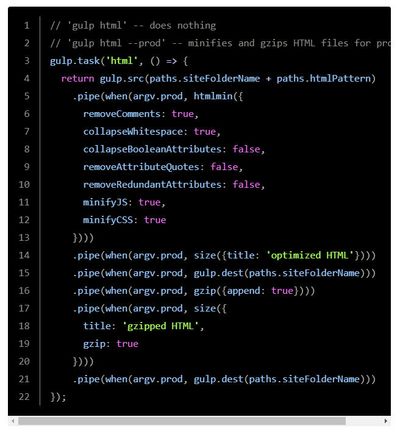 1 // 'gulp html' -- does nothing
2 // 'gulp html --prod' -- minifies and gzips HTML files for pro
3 gulp.task('html', () => {
4 return gulp.src(paths.siteFolderName + paths.htmlPattern)
5 .pipe(when(argv.prod, htmlmin({
6 removeComments: true,
7 collapseWhitespace: true,
8 collapseBooleanAttributes: false,
9 removeAttributeQuotes: false,
10 removeRedundantAttributes: false,
11 minifyJS: true,
12 minifyCSS: true
13 })))
14 .pipe(when(argv.prod, size({title: 'optimized HTML'})))
15 .pipe(when(argv.prod, gulp.dest(paths.siteFolderName)))
16 .pipe(when(argv.prod, gzip({append: true})))
17 .pipe(when(argv.prod, size({
18 title: 'gzipped HTML',
19 gzip: true
20 })))
21 .pipe(when(argv.prod, gulp.dest(paths.siteFolderName)))
22 });